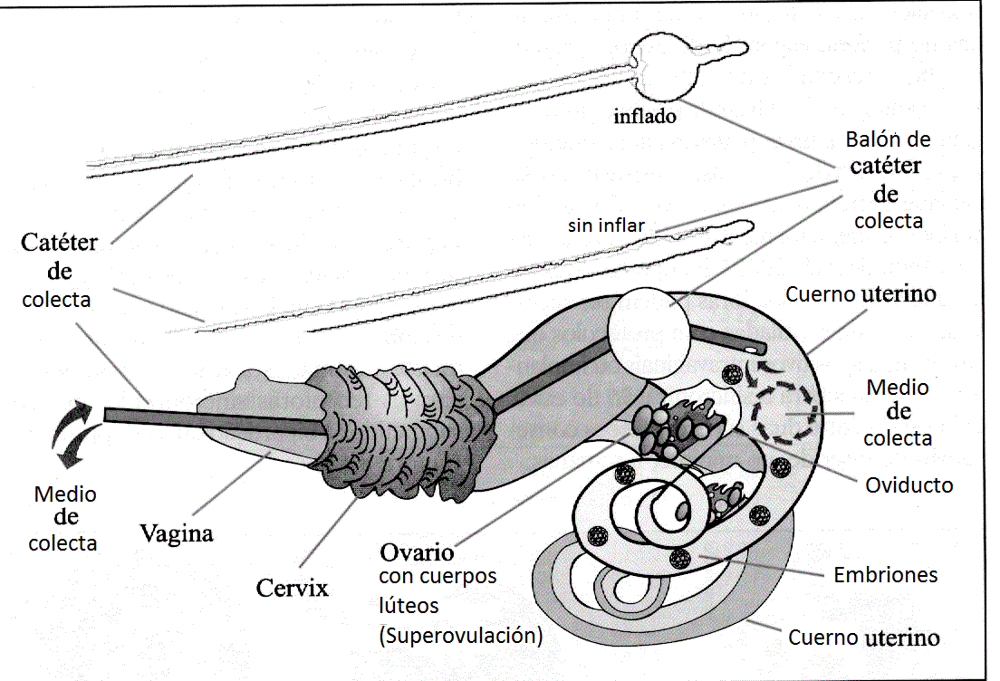 inflado
Balón de
catéter
de
colecta
sin inflar
Catéter
de
colecta
Cuerno uterino
Medio
de
colecta
Oviducto
Medio
de
colecta
Vagina
Cervix
Ovario
con cuerpos
lúteos
(Superovulación)
Embriones
Cuerno uterino